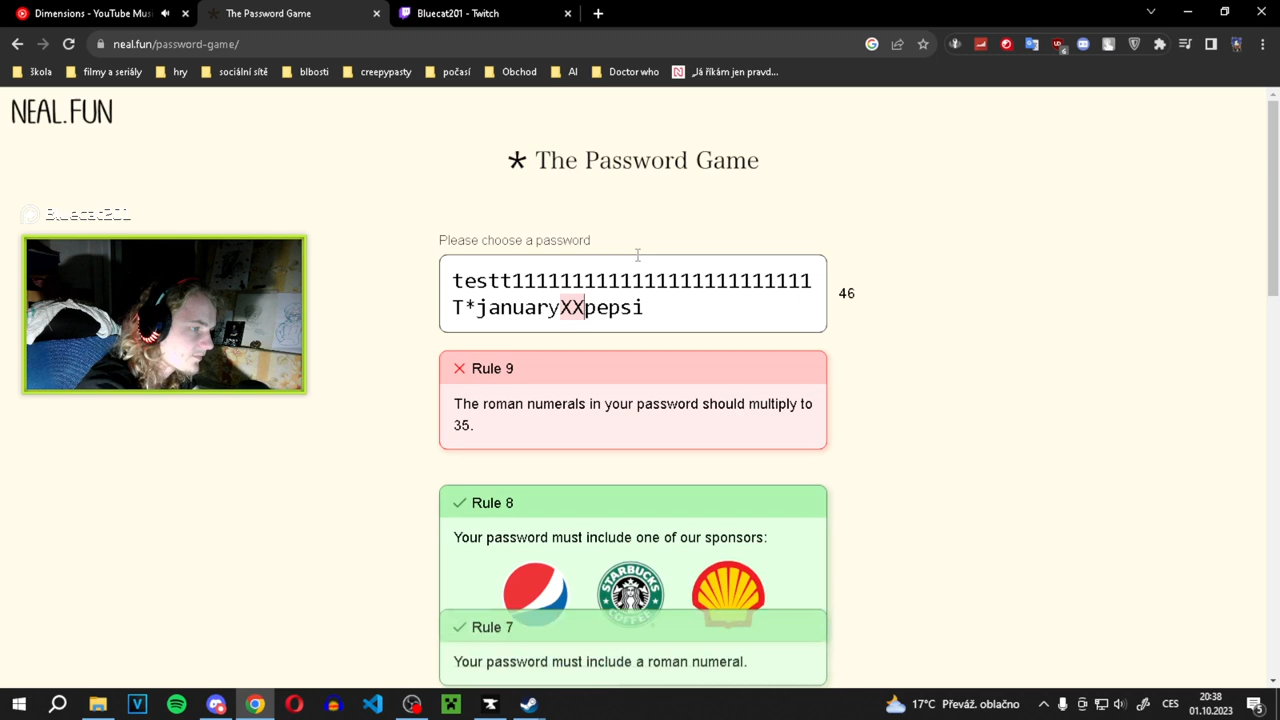 Dimensions - YouTube Mus
The Password Game
Bluecat201 - Twitch
neal.fun/password-game/
škola
filmy a seriály
hry
sociální sítě
blbosti
creepypasty
počasí
Obchod
AI
Doctor who
„Já říkám jen pravd...
NEAL.FUN
* The Password Game
Bluecat201
Please choose a password
testt1111111111111111111111111
T*januaryXXpepsi
46
Rule 9
The roman numerals in your password should multiply to
35.
Rule 8
Your password must include one of our sponsors:
STARBUCKS
COFFEE
Rule 7
Your password must include a roman numeral.
17°C Převáž. oblačno
CES
20:38
01.10.2023